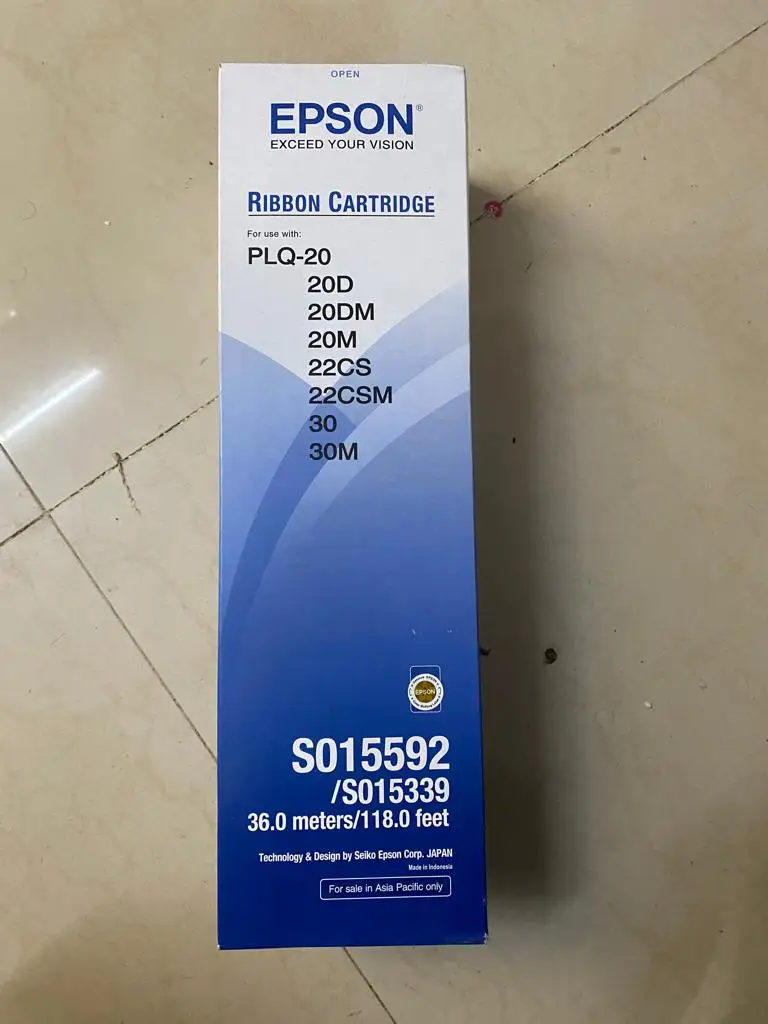 OPEN
EPSON®
EXCEED YOUR VISION
RIBBON CARTRIDGE
For use with:
PLQ-20
20D
20DM
20M
22CS
22CSM
30
30M
EPSON
S015592
/S015339
36.0 meters/118.0 feet
Technology & Design by Seiko Epson Corp. JAPAN
Made in Indonesia
For sale in Asia Pacific only